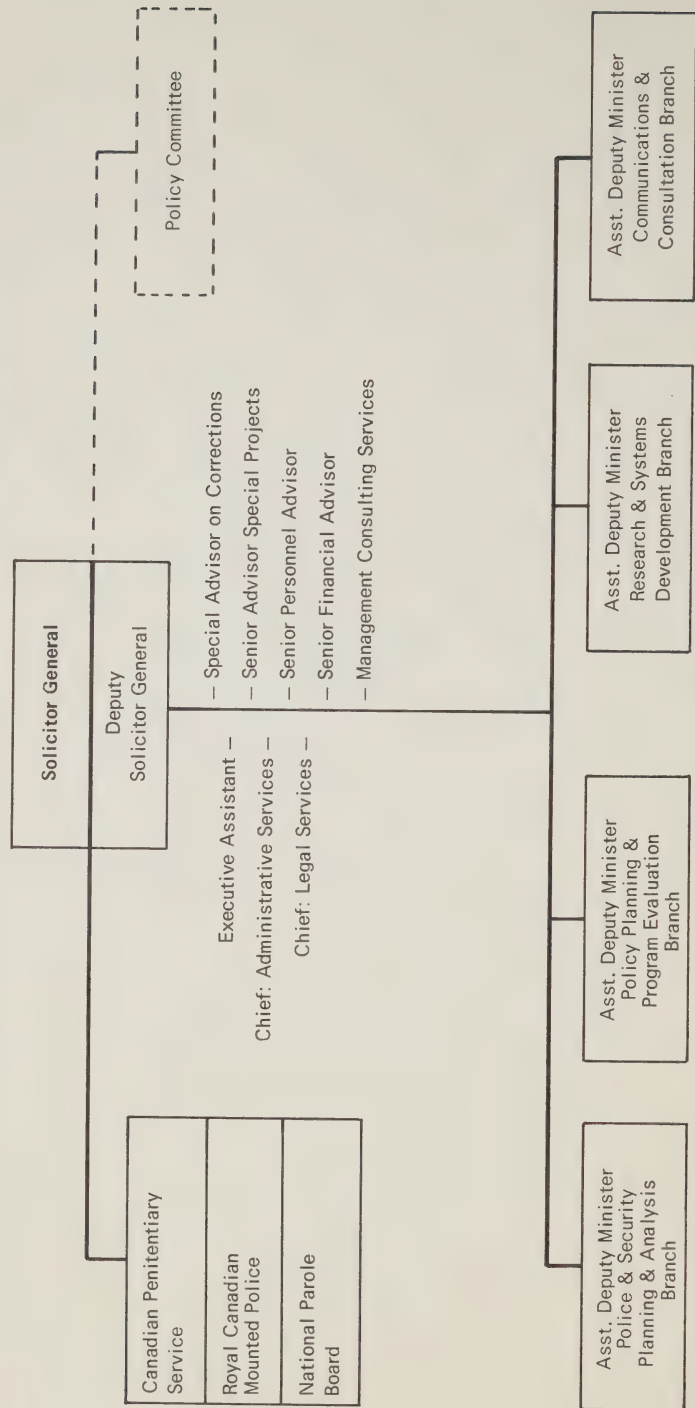 Solicitor General
Deputy
Solicitor General
Policy Committee
Canadian Penitentiary
Service
Royal Canadian
Mounted Police
National Parole
Board
Executive Assistant —
Chief: Administrative Services —
Chief: Legal Services —
— Special Advisor on Corrections
— Senior Advisor Special Projects
— Senior Personnel Advisor
— Senior Financial Advisor
— Management Consulting Services
Asst. Deputy Minister
Police & Security
Planning & Analysis
Branch
Asst. Deputy Minister
Policy Planning &
Program Evaluation
Branch
Asst. Deputy Minister
Research & Systems
Development Branch
Asst. Deputy Minister
Communications &
Consultation Branch